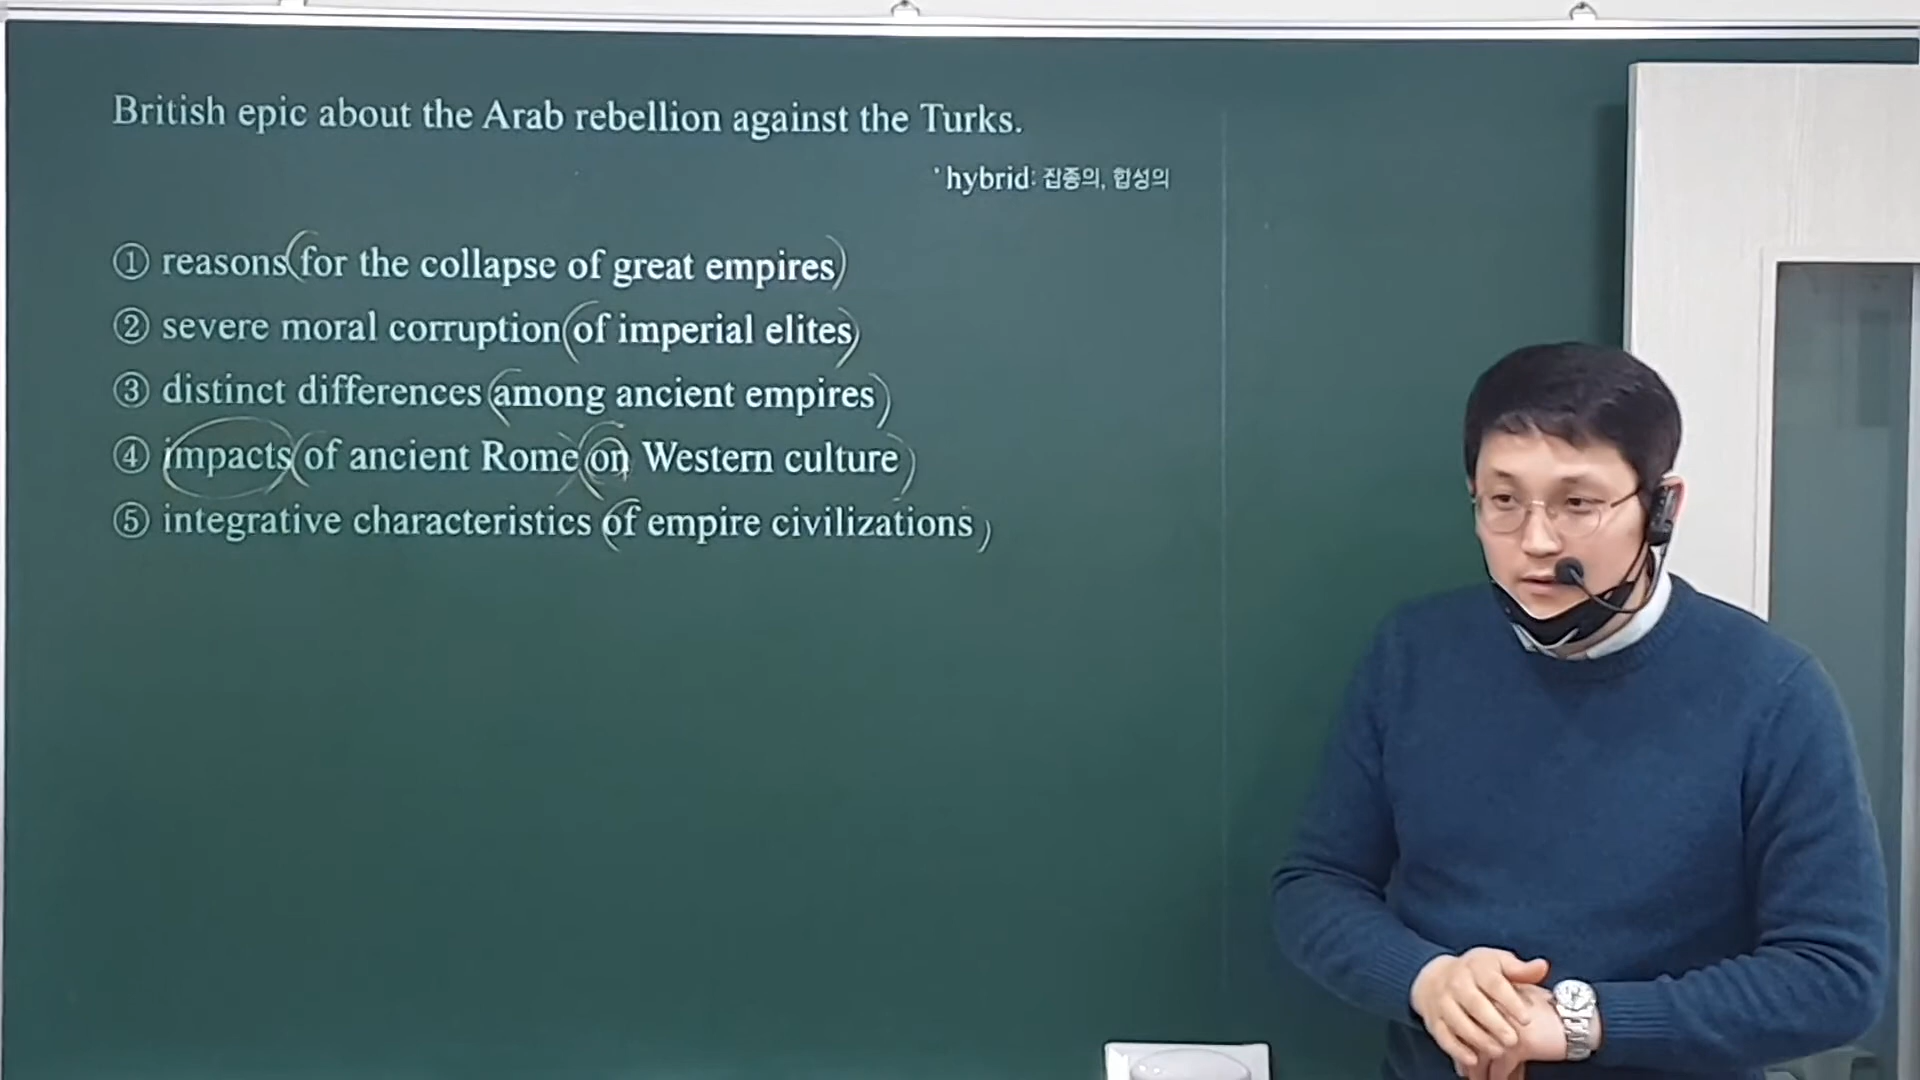 British epic about the Arab rebellion against the Turks.
* hybrid: 잡종의, 합성의
① reasons for the collapse of great empires
② severe moral corruption of imperial elites
③ distinct differences among ancient empires
④ impacts of ancient Rome on Western culture
⑤ integrative characteristics of empire civilizations